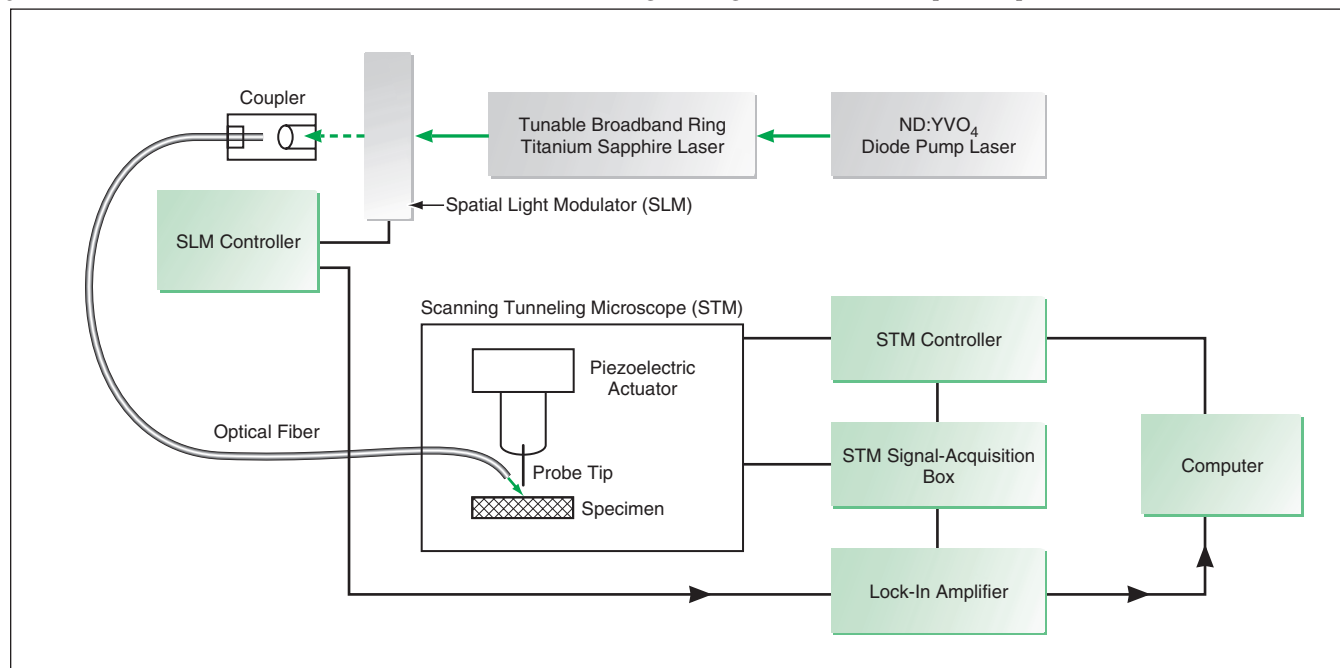 Coupler
Tunable Broadband Ring
Titanium Sapphire Laser
ND:YVO4
Diode Pump Laser
Spatial Light Modulator (SLM)
SLM Controller
Scanning Tunneling Microscope (STM)
Piezoelectric
Actuator
STM Controller
Optical Fiber
Probe Tip
STM Signal-Acquisition
Box
Computer
Specimen
Lock-In Amplifier